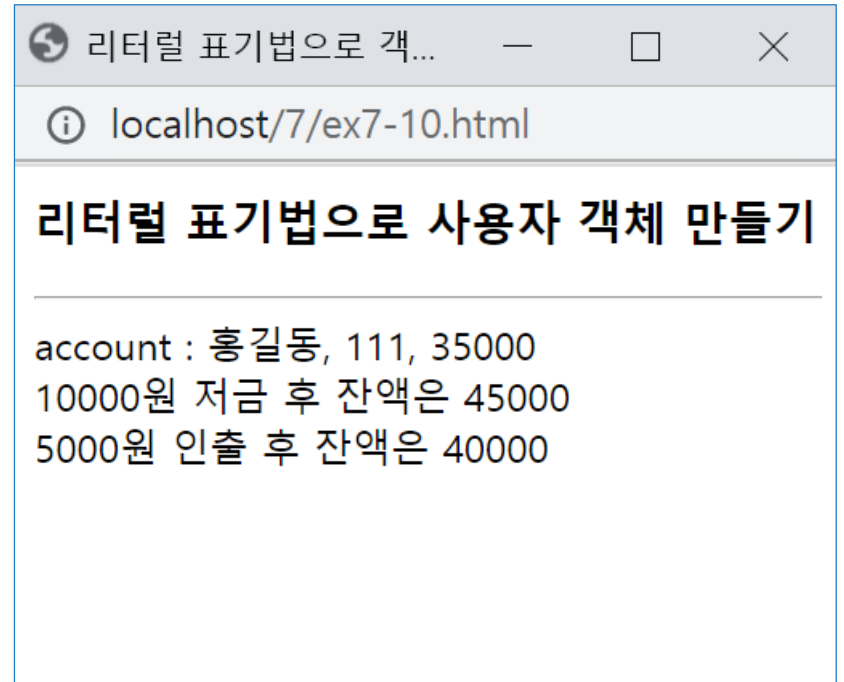 리터럴 표기법으로 객...
localhost/7/ex7-10.html
리터럴 표기법으로 사용자 객체 만들기
account : 홍길동, 111, 35000
10000원 저금 후 잔액은 45000
5000원 인출 후 잔액은 40000